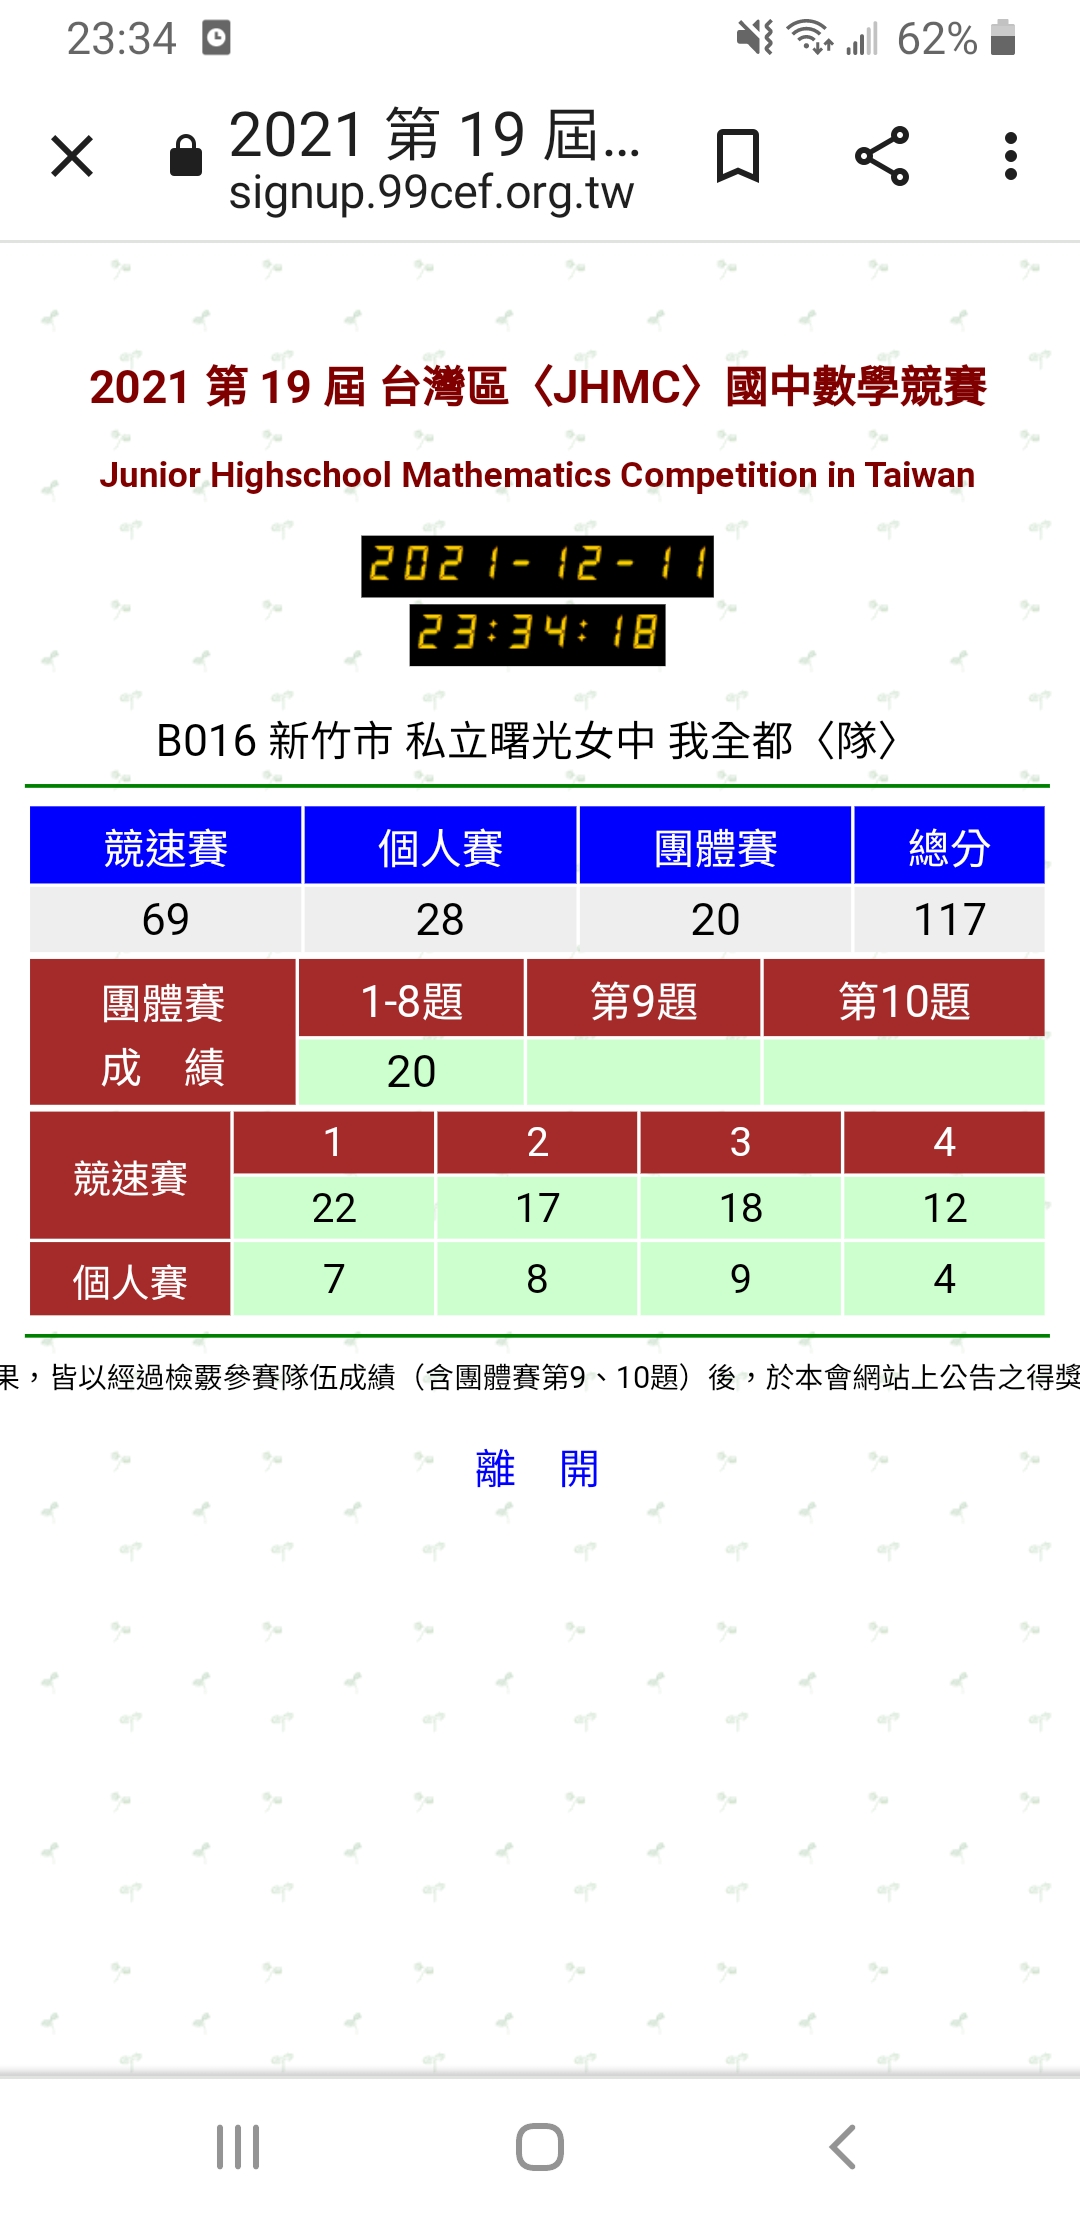 23:34 62%
2021 第 19 屆...
signup.99cef.org.tw
2021 第 19 屆 台灣區〈JHMC〉國中數學競賽
Junior Highschool Mathematics Competition in Taiwan
2021-12-11
23:34:18
B016 新竹市 私立曙光女中 我全都〈隊〉
競速賽 個人賽 團體賽 總分
69 28 20 117
團體賽 成 績 1-8題 第9題 第10題
20
競速賽 1 2 3 4
22 17 18 12
個人賽 7 8 9 4
果，皆以經過檢覈參賽隊伍成績（含團體賽第9、10題）後，於本會網站上公告之得獎
離 開